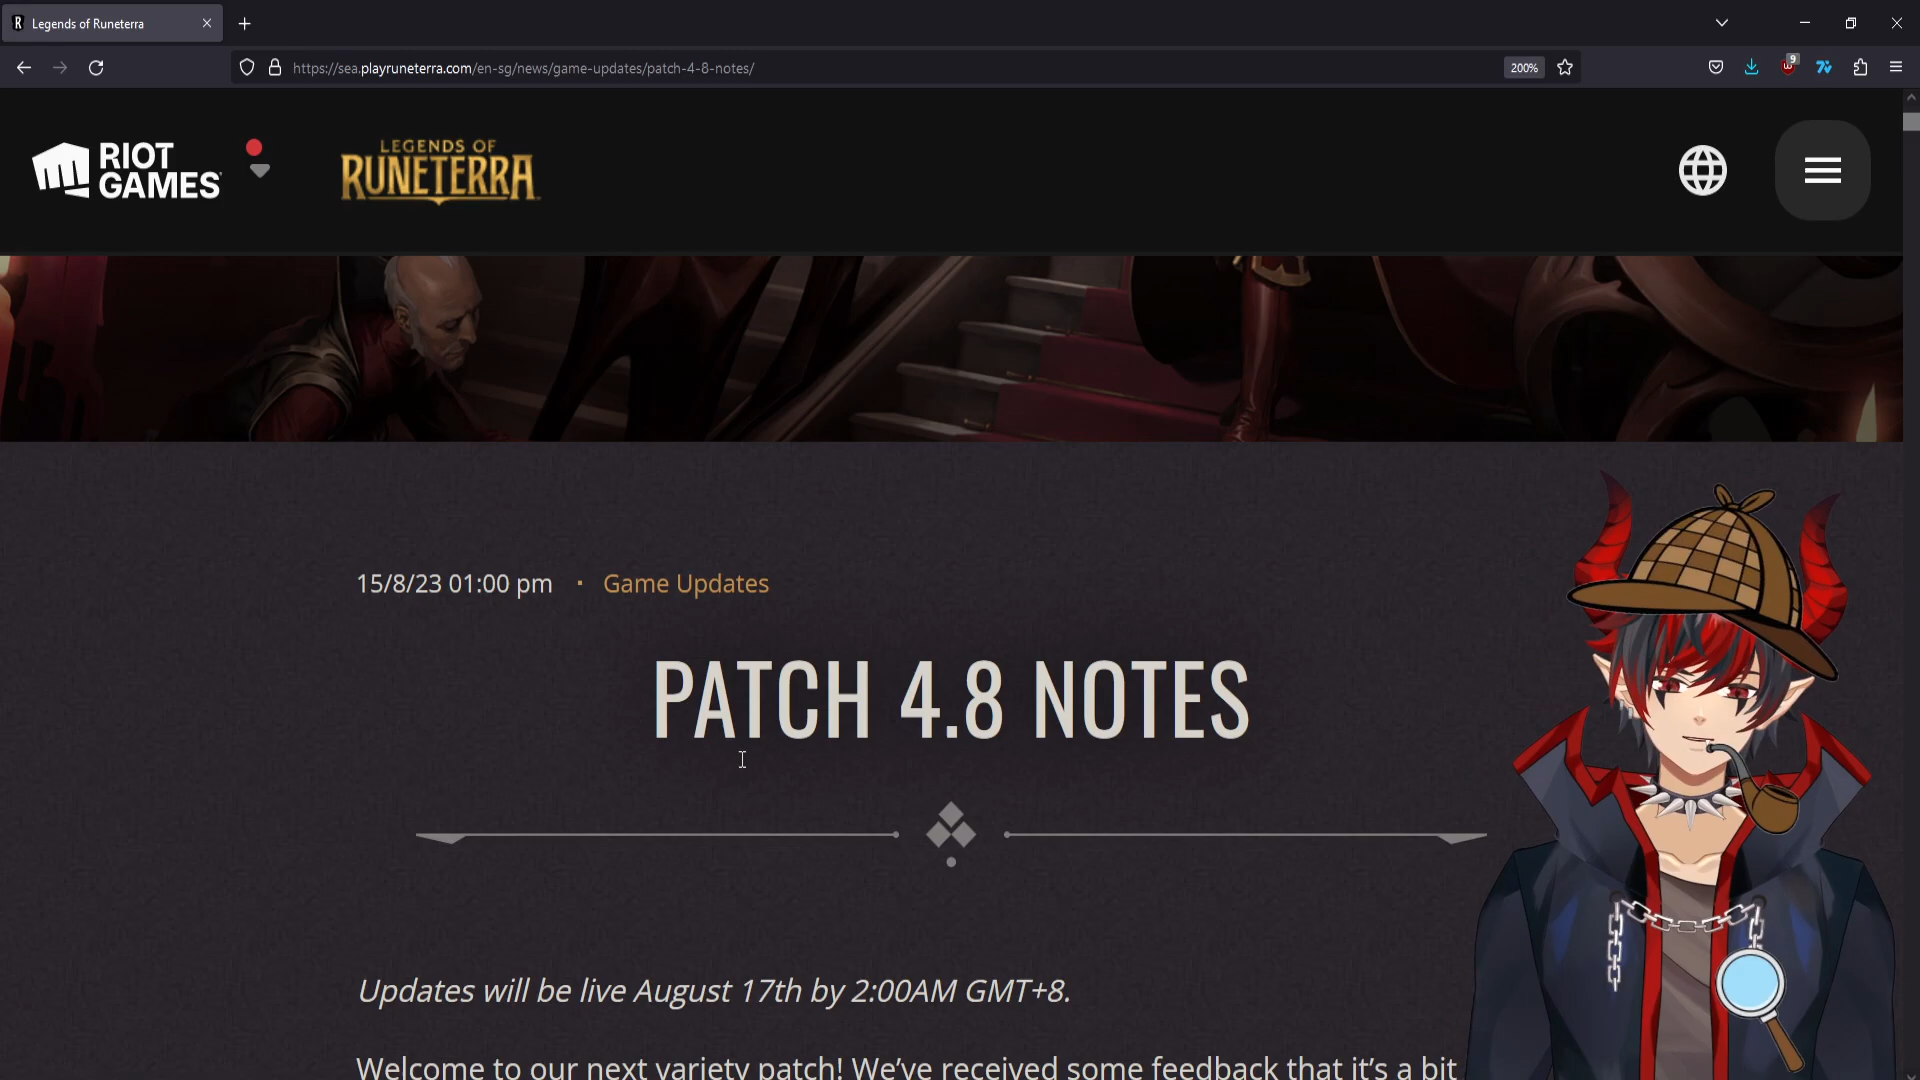 Legends of Runeterra
https://sea.playruneterra.com/en-sg/news/game-updates/patch-4-8-notes/
200%
9
RIOT
GAMES
LEGENDS OF
RUNETERRA
15/8/23 01:00 pm · Game Updates
PATCH 4.8 NOTES
Updates will be live August 17th by 2:00AM GMT+8.
Welcome to our next variety patch! We've received some feedback that it's a bit